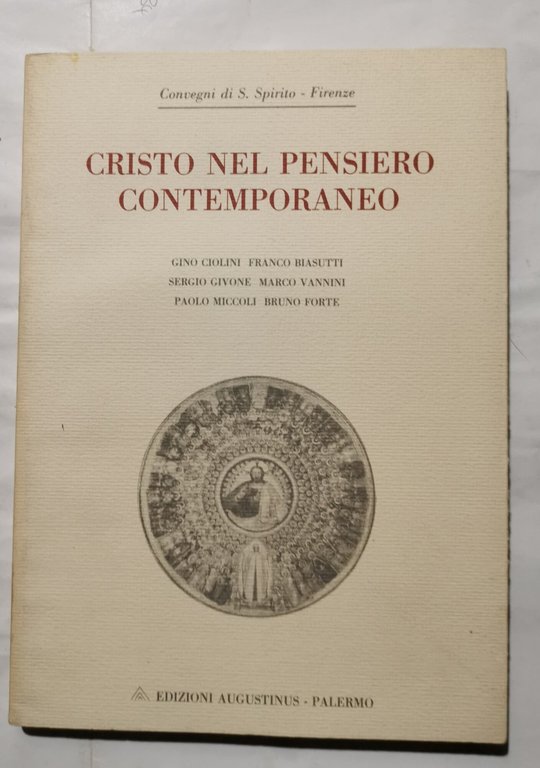 Convegni di S. Spirito - Firenze
CRISTO NEL PENSIERO
CONTEMPORANEO
GINO CIOLINI FRANCO BIASUTTI
SERGIO GIVONE MARCO VANNINI
PAOLO MICCOLI BRUNO FORTE
EDIZIONI AUGUSTINUS - PALERMO